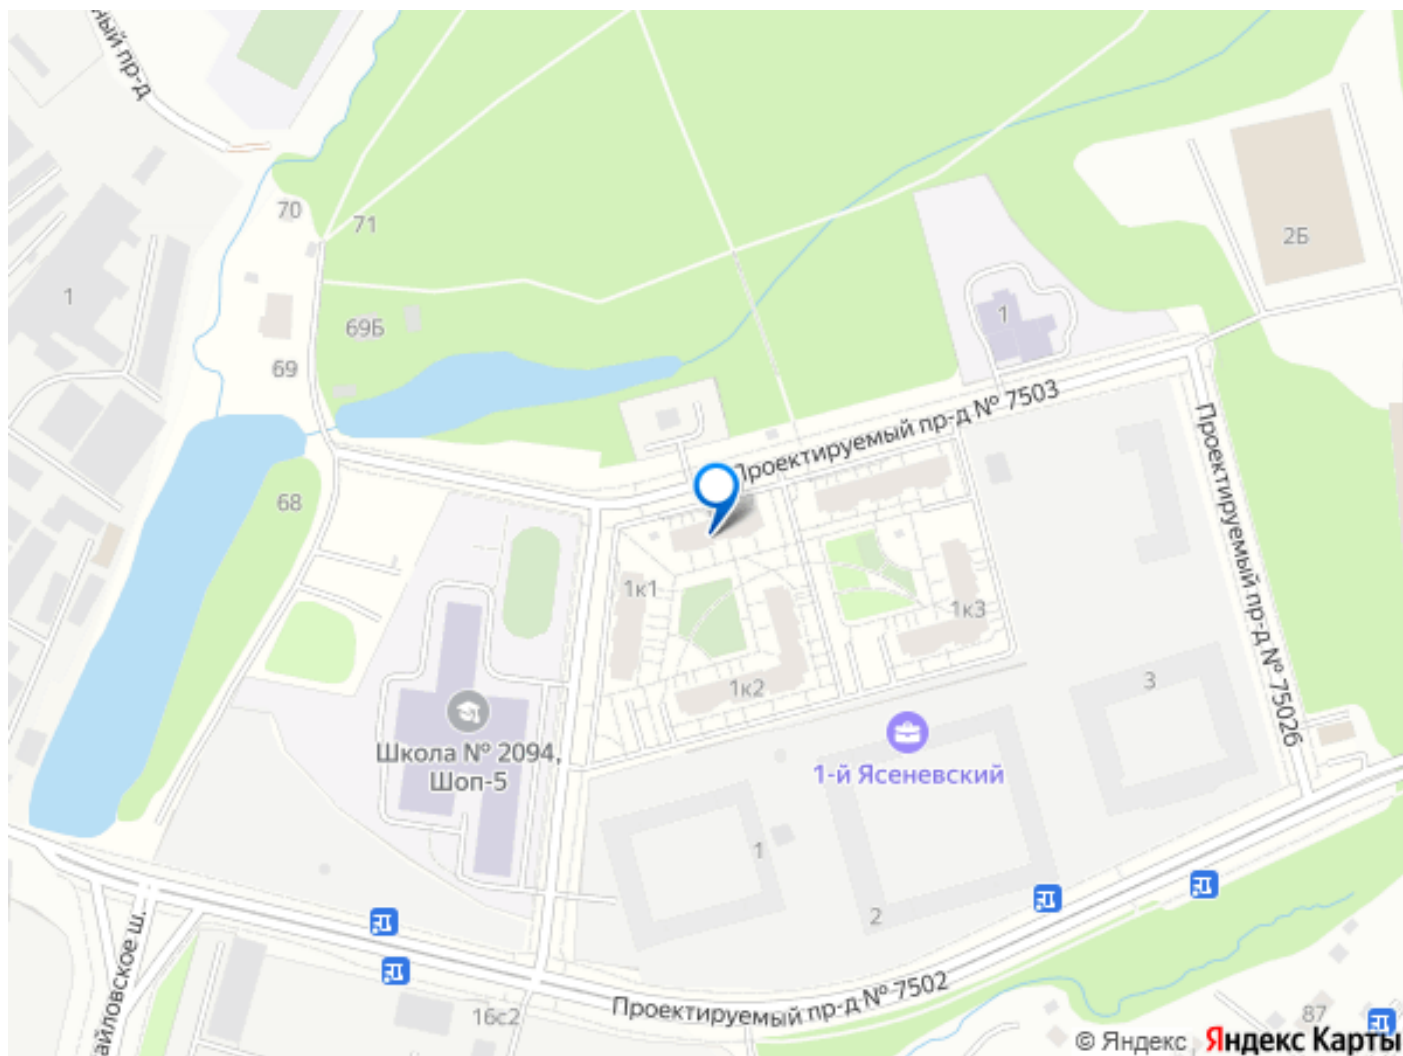 ный пр-д
70
71
2Б
1
1
69Б
69
Проектируемый пр-д № 7503
Проектируемый пр-д № 7502б
68
1к1
1к3
1к2
3
Школа № 2094,
Шоп-5
1-й Ясеневский
1
2
айловское ш.
16с2
Проектируемый пр-д № 7502
87
© Яндекс Яндекс Карты